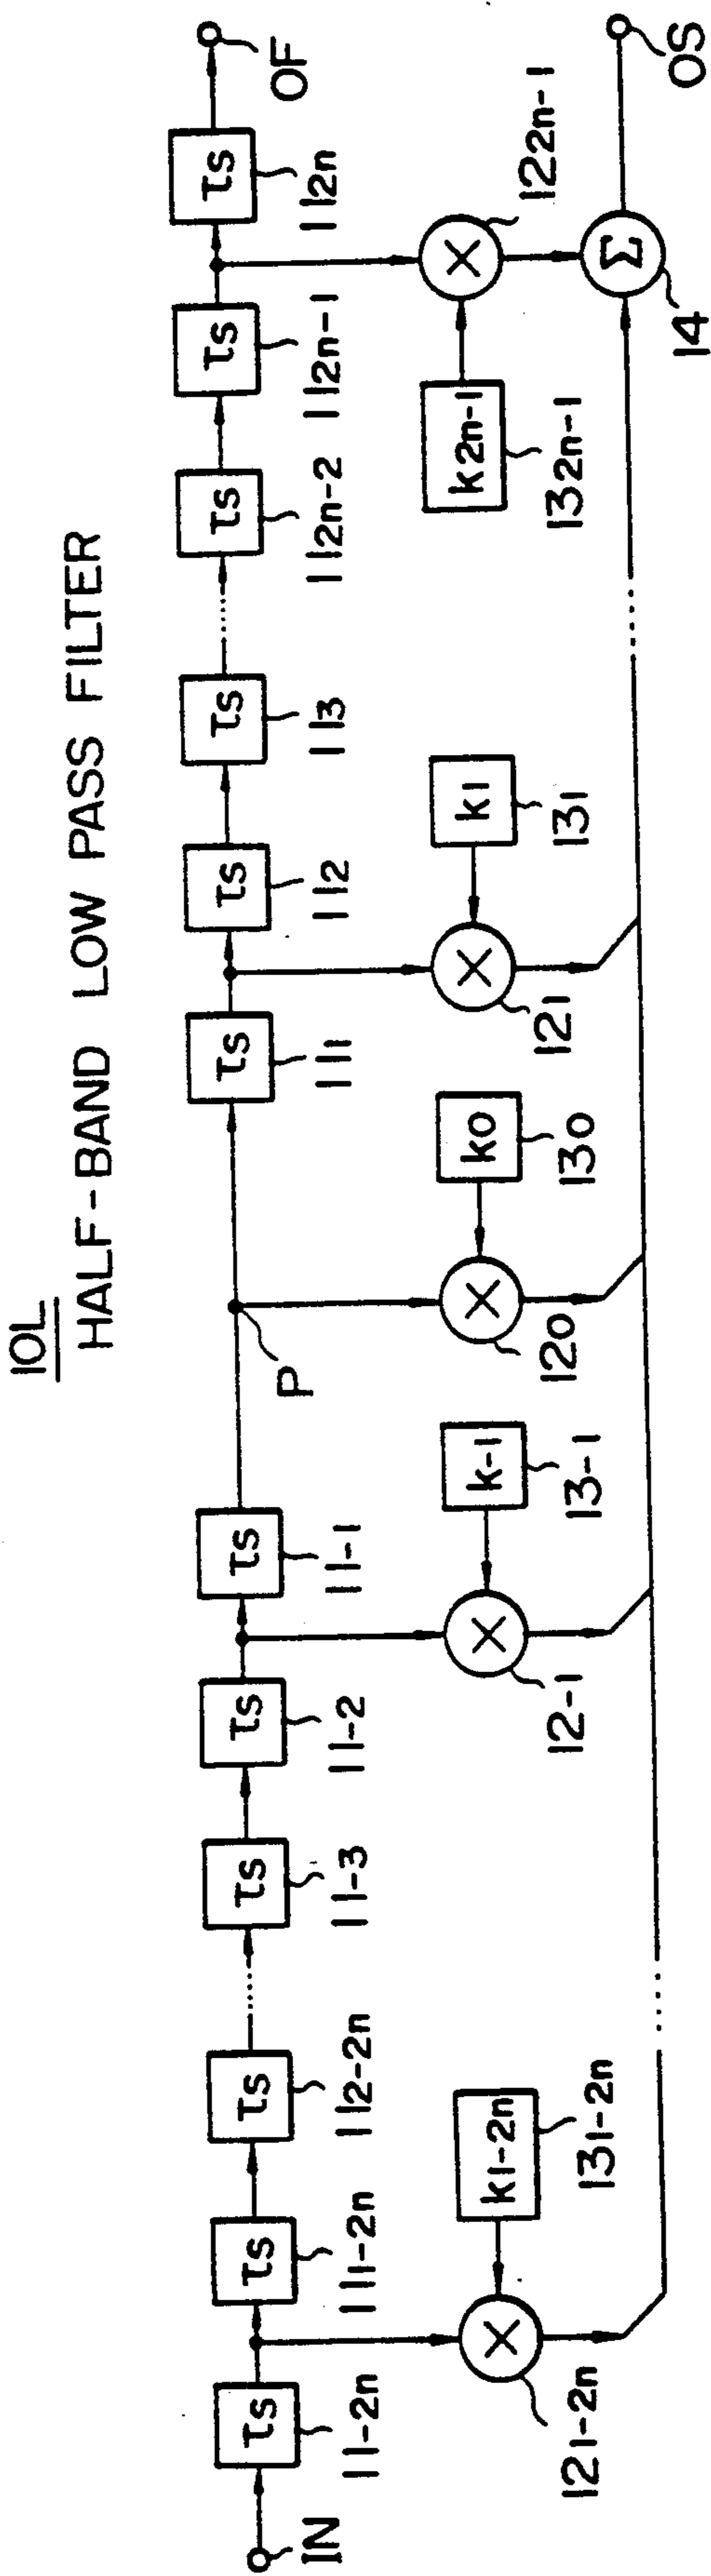 10L
HALF-BAND LOW PASS FILTER
IN
τS τS τS τS τS τS P τS τS τS τS τS τS OF
11-2n 111-2n 112-2n 11-3 11-2 11-1 111 112 113 112n-2 112n-1 112n
k1-2n k-1 k0 k1 k2n-1
× × × × ×
121-2n 131-2n 12-1 13-1 120 130 121 131 132n-1 122n-1
Σ
14
OS